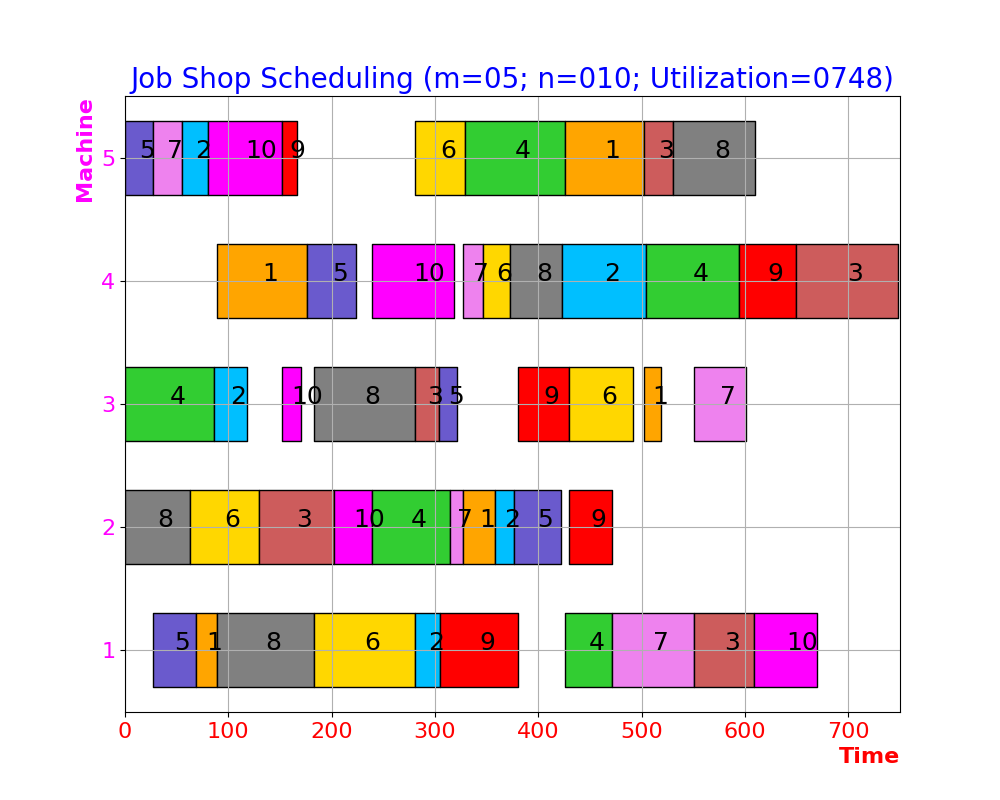 Job Shop Scheduling (m=05; n=010; Utilization=0748)
Machine
5 5 7 2 10 9 6 4 1 3 8
4 1 5 10 7 6 8 2 4 9 3
3 4 2 10 8 3 5 9 6 1 7
2 8 6 3 10 4 7 1 2 5 9
1 5 1 8 6 2 9 4 7 3 10
0 100 200 300 400 500 600 700
Time